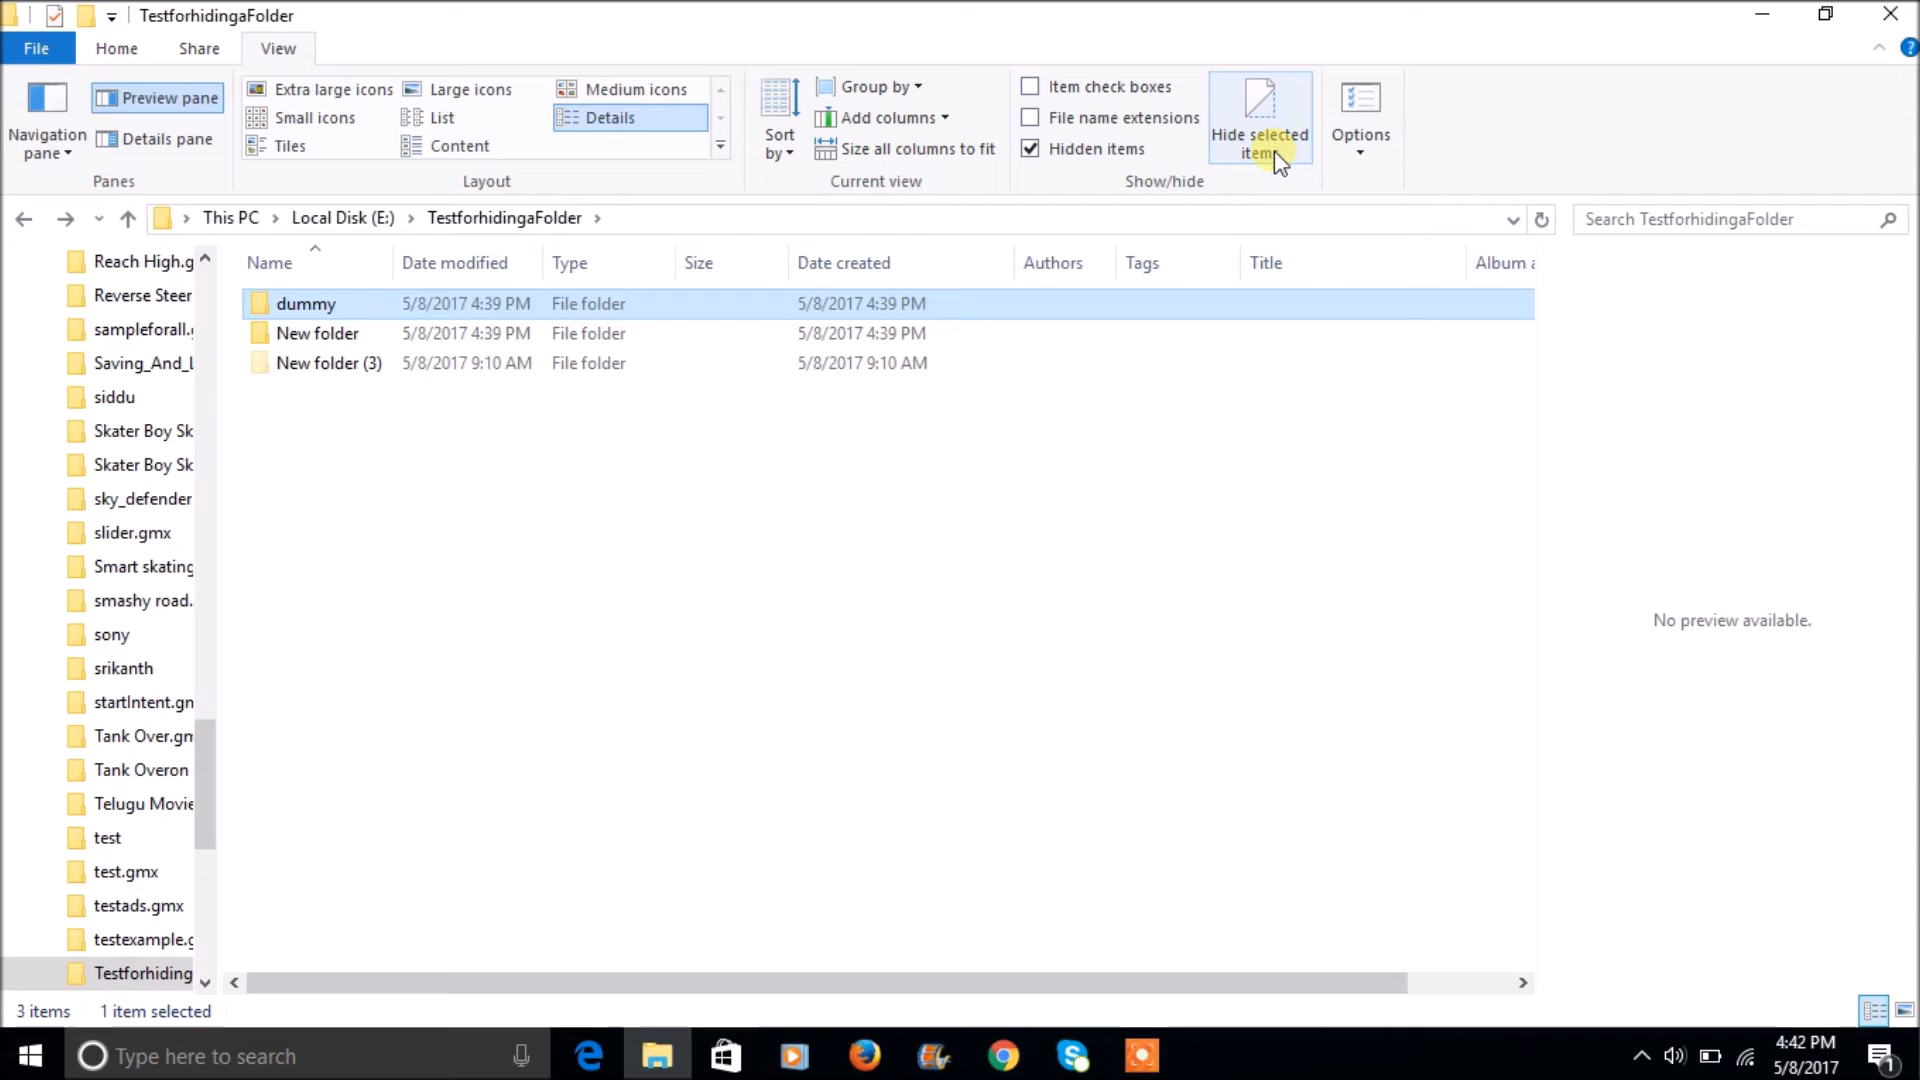 TestforhidingaFolder
File Home Share View
Navigation pane
Preview pane
Details pane
Panes
Extra large icons Large icons Medium icons
Small icons List Details
Tiles Content
Layout
Sort by
Group by
Add columns
Size all columns to fit
Current view
Item check boxes
File name extensions
Hidden items
Hide selected
items
Show/hide
Options
This PC Local Disk (E:) TestforhidingaFolder
Search TestforhidingaFolder
Reach High.g
Reverse Steer
sampleforall.
Saving_And_L
siddu
Skater Boy Sk
Skater Boy Sk
sky_defender
slider.gmx
Smart skating
smashy road.
sony
srikanth
startIntent.gm
Tank Over.gm
Tank Overon
Telugu Movie
test
test.gmx
testads.gmx
testexample.g
Testforhiding
Name Date modified Type Size Date created Authors Tags Title Album a
dummy 5/8/2017 4:39 PM File folder 5/8/2017 4:39 PM
New folder 5/8/2017 4:39 PM File folder 5/8/2017 4:39 PM
New folder (3) 5/8/2017 9:10 AM File folder 5/8/2017 9:10 AM
No preview available.
3 items 1 item selected
Type here to search
4:42 PM
5/8/2017
1